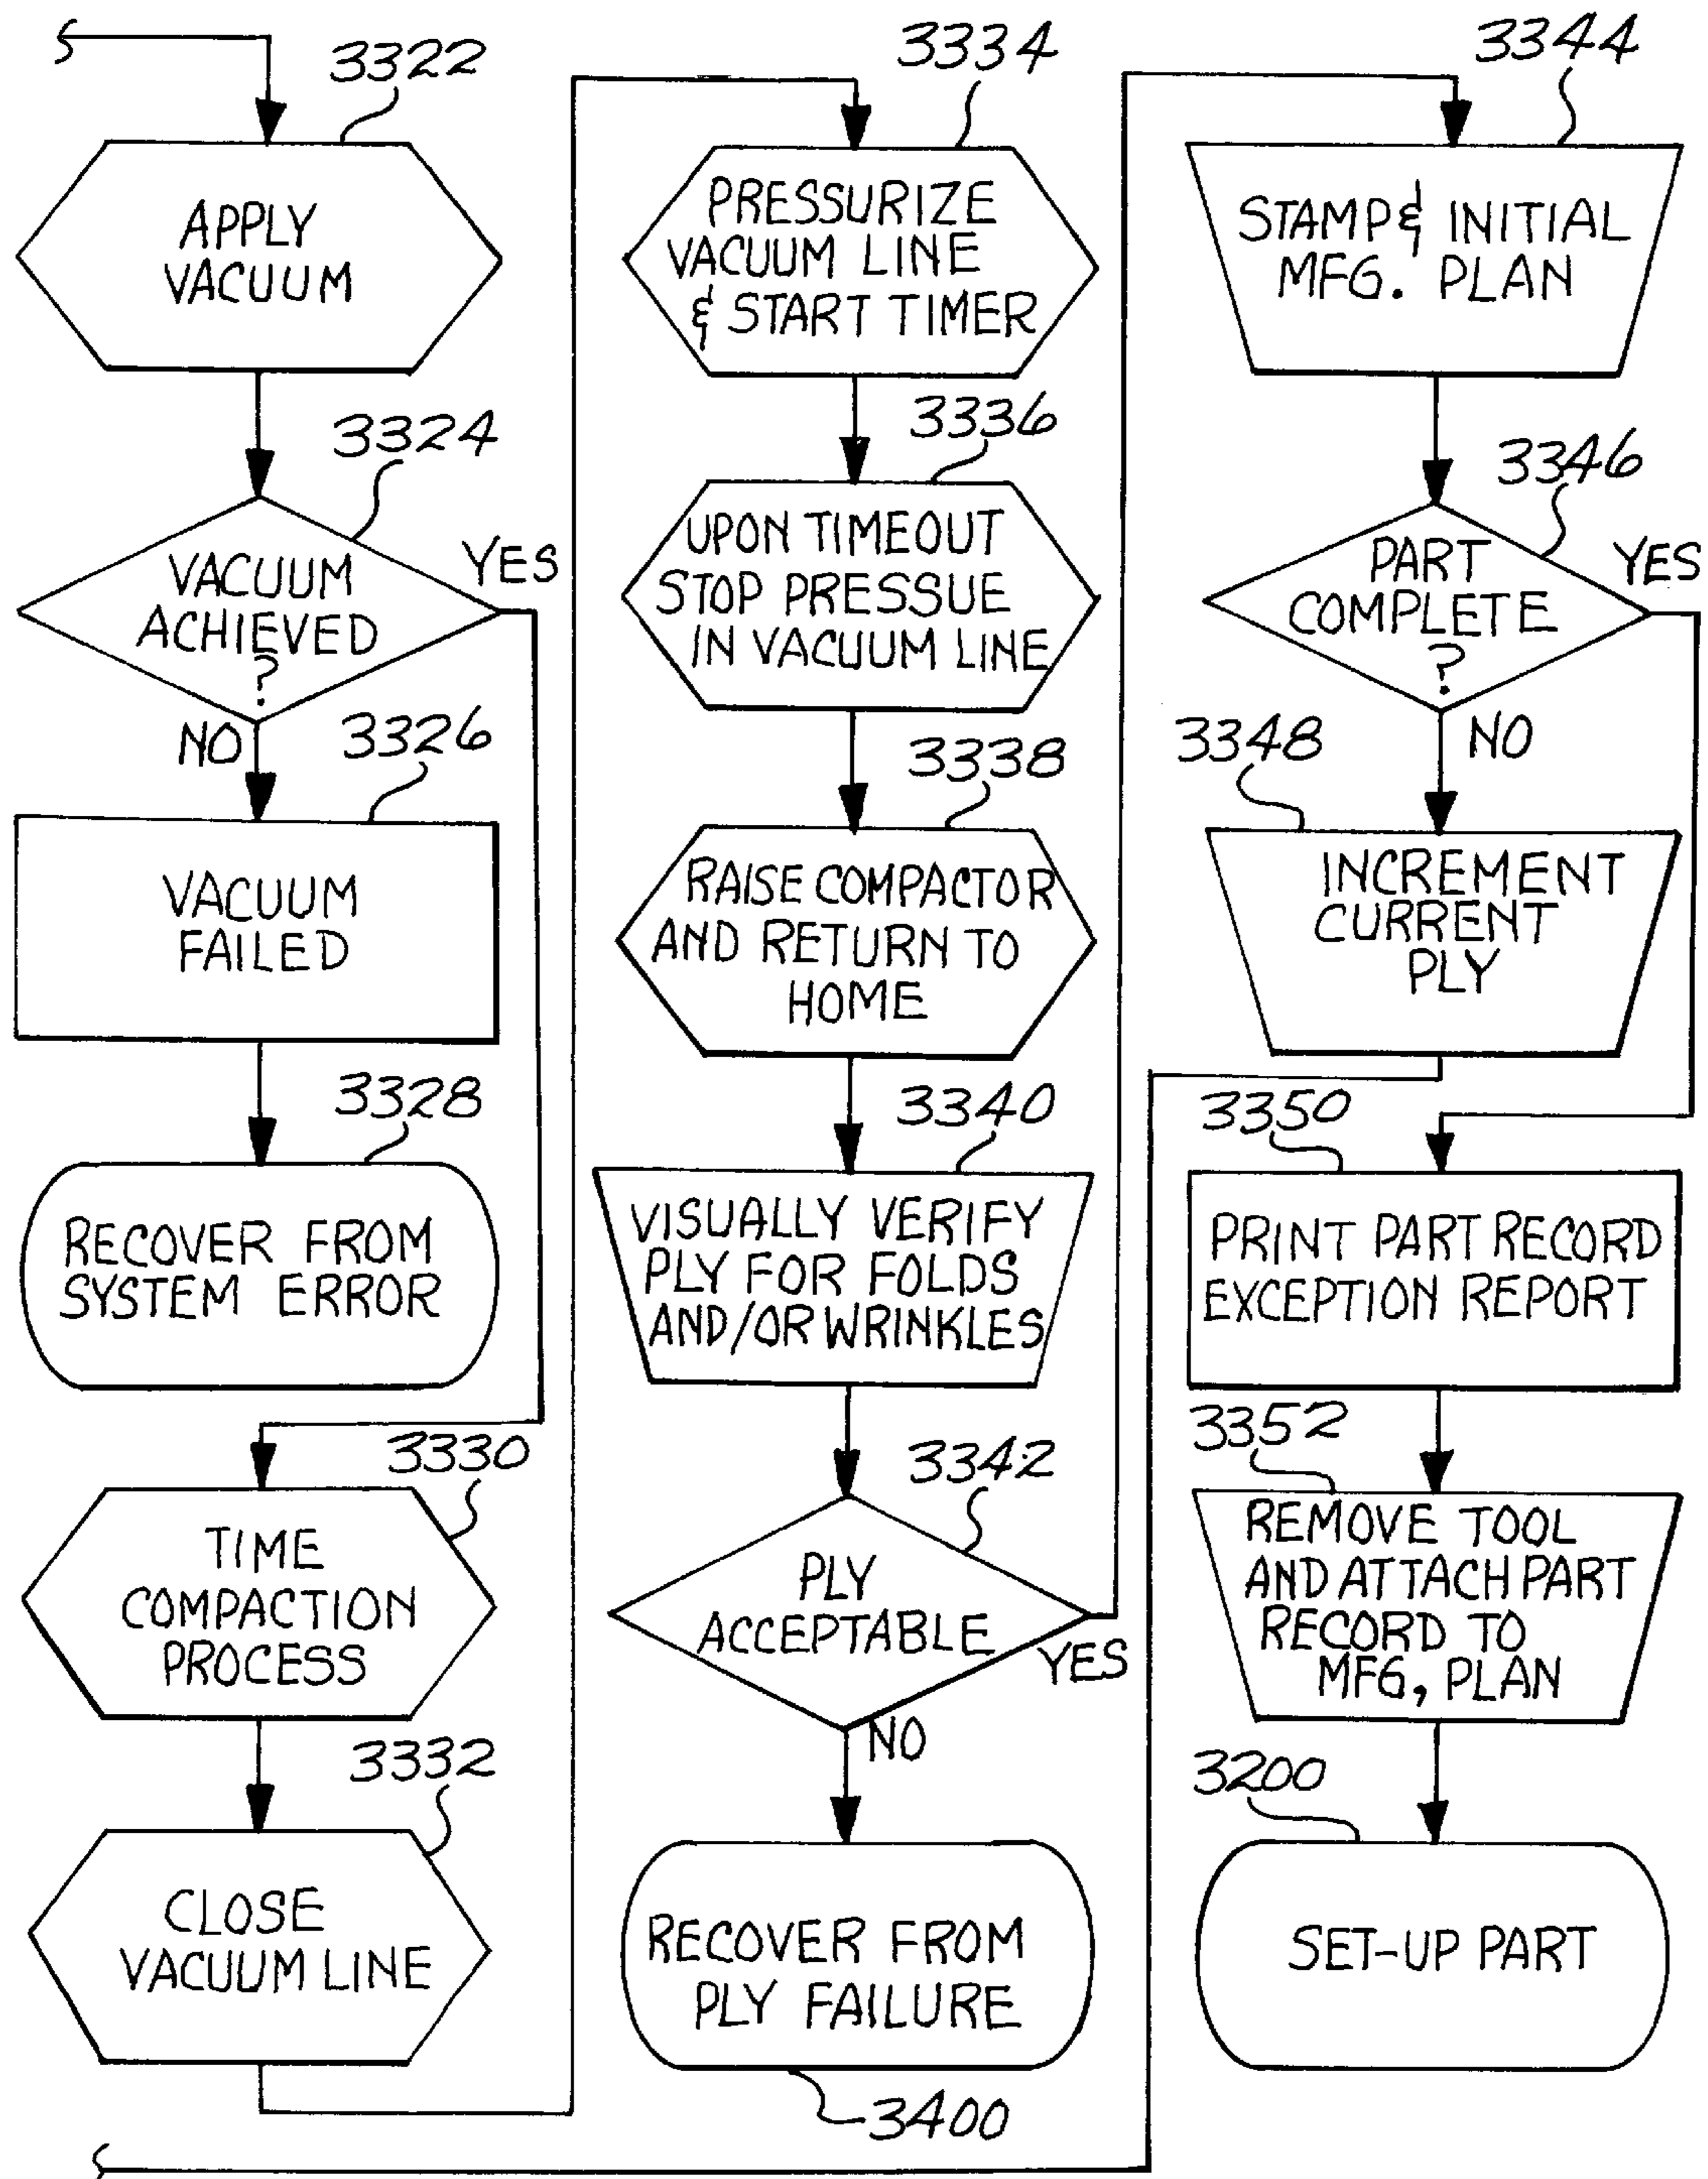 3322
APPLY
VACUUM
3324
VACUUM
ACHIEVED
?
YES
NO
3326
VACUUM
FAILED
3328
RECOVER FROM
SYSTEM ERROR
3330
TIME
COMPACTION
PROCESS
3332
CLOSE
VACUUM LINE
3334
PRESSURIZE
VACUUM LINE
& START TIMER
3336
UPON TIMEOUT
STOP PRESSUE
IN VACUUM LINE
3338
RAISE COMPACTOR
AND RETURN TO
HOME
3340
VISUALLY VERIFY
PLY FOR FOLDS
AND/OR WRINKLES
3342
PLY
ACCEPTABLE
YES
NO
RECOVER FROM
PLY FAILURE
3400
3344
STAMP & INITIAL
MFG. PLAN
3346
PART
COMPLETE
?
YES
NO
3348
INCREMENT
CURRENT
PLY
3350
PRINT PART RECORD
EXCEPTION REPORT
3352
REMOVE TOOL
AND ATTACH PART
RECORD TO
MFG, PLAN
3200
SET-UP PART